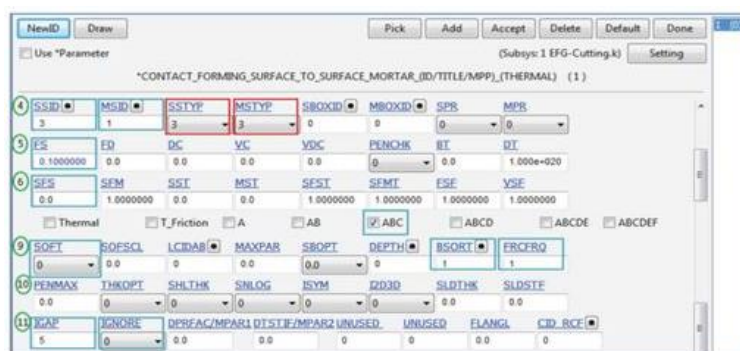 NewID Draw Pick Add Accept Delete Default Done
Use *Parameter (Subsys: 1 EFG-Cutting.k) Setting
*CONTACT_FORMING_SURFACE_TO_SURFACE_MORTAR_(ID/TITLE/MPP)_(THERMAL) (1)
4 SSID MSID SSTYP MSTYP SBOXID MBOXID SPR MPR
3 1 3 3 0 0 0 0
5 FS FD DC VC VDC PENCHK BT DT
0.1000000 0.0 0.0 0.0 0.0 0 0.0 1.000e+020
6 SFS SFM SST MST SFST SFMT FSF VSF
0.0 1.0000000 0.0 0.0 1.0000000 1.0000000 1.0000000 1.0000000
Thermal T_Friction A AB ABC ABCD ABCDE ABCDEF
9 SOFT SOFSCL LCIDAB MAXPAR SBOPT DEPTH BSORT FRCFRQ
0 0.0 0 0.0 0.0 0 1 1
10 PENMAX THKOPT SHLTHK SNLOG ISYM I2D3D SLDTHK SLDSTF
0.0 0 0 0 0 0 0.0 0.0
11 IGAP IGNORE DPRFAC/MPAR1 DTSTIF/MPAR2 UNUSED UNUSED FLANGL CID_RCF
5 0 0.0 0.0 0 0 0.0 0